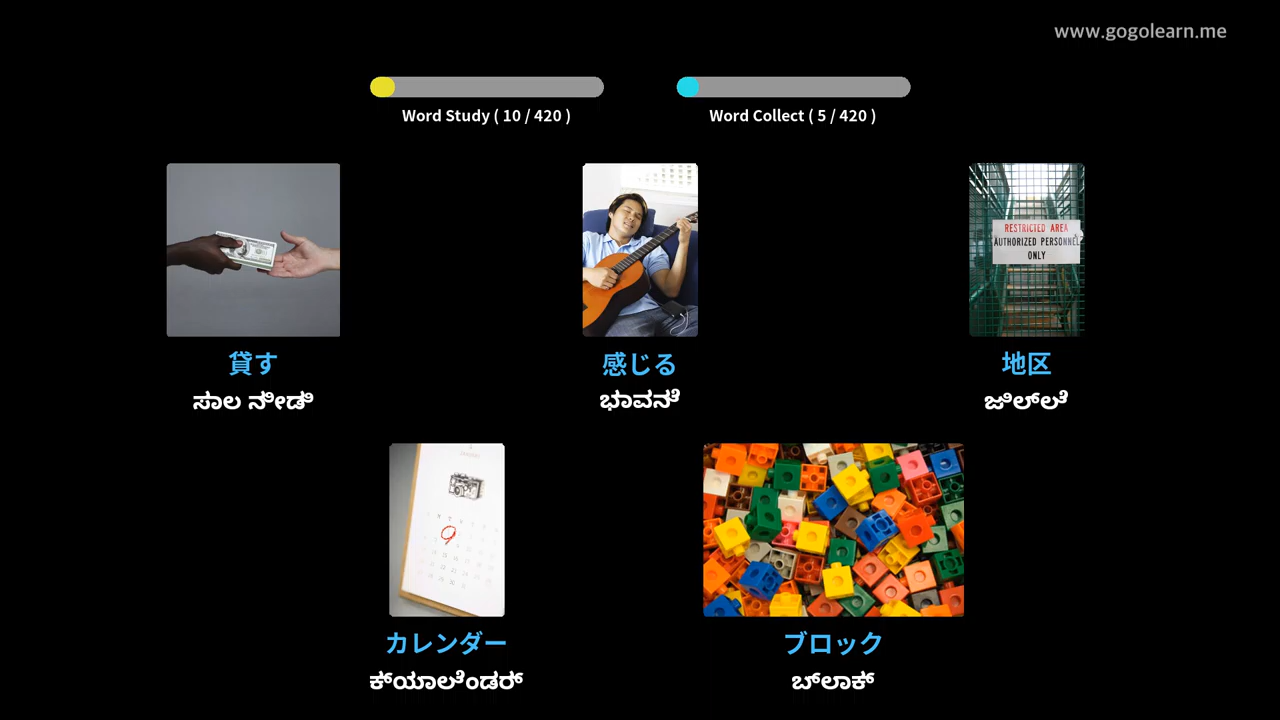 www.gogolearn.me
Word Study ( 10 / 420 )
Word Collect ( 5 / 420 )
RESTRICTED AREA
AUTHORIZED PERSONNEL
ONLY
貸す
感じる
地区
ಸಾಲ ನೀಡಿ
ಭಾವನೆ
ಜಿಲ್ಲೆ
9
カレンダー
ブロック
ಕ್ಯಾಲೆಂಡರ್
ಬ್ಲಾಕ್